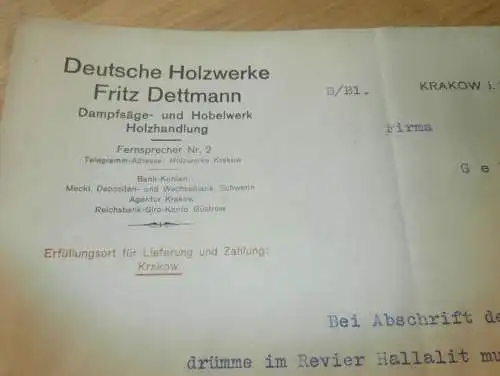 Deutsche Holzwerke
Fritz Dettmann
Dampfsäge- und Hobelwerk
Holzhandlung
Fernsprecher Nr. 2
Telegramm-Adresse: Holzwerke Krakow
Bank-Konten:
Meckl. Depositen- und Wechselbank, Schwerin
Agentur Krakow
Reichsbank-Giro-Konto Güstrow
Erfüllungsort für Lieferung und Zahlung:
Krakow
B/Bl.
KRAKOW i.
Firma
G e
Bei Abschrift de
drümme im Revier Hallalit mu